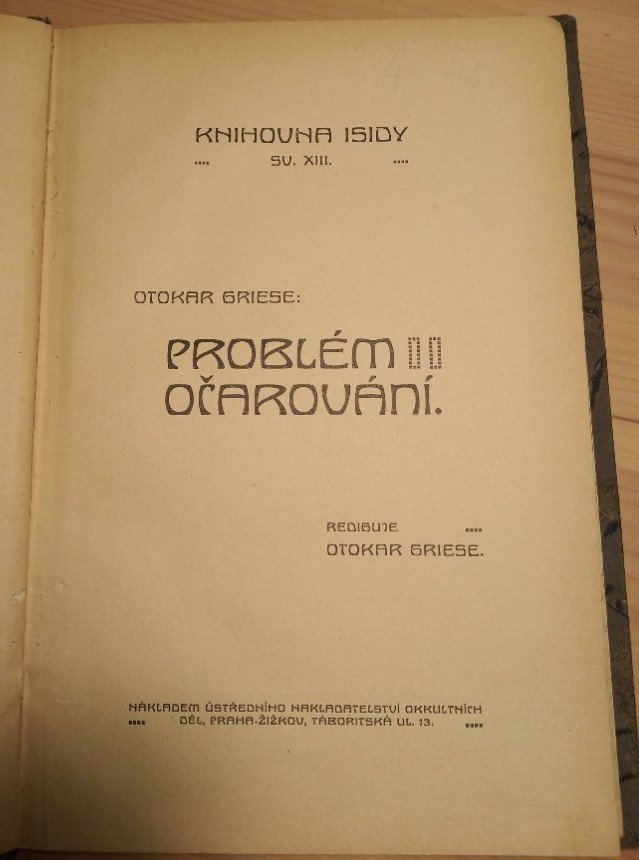 KNIHOVNA ISIDY
SV. XIII.
OTOKAR GRIESE:
PROBLÉM
OČAROVÁNÍ.
REDIGUJE
OTOKAR GRIESE.
NÁKLADEM ÚSTŘEDNÍHO NAKLADATELSTVÍ OKKULTNÍCH
DĚL, PRAHA-ŽIŽKOV, TÁBORITSKÁ UL. 13.